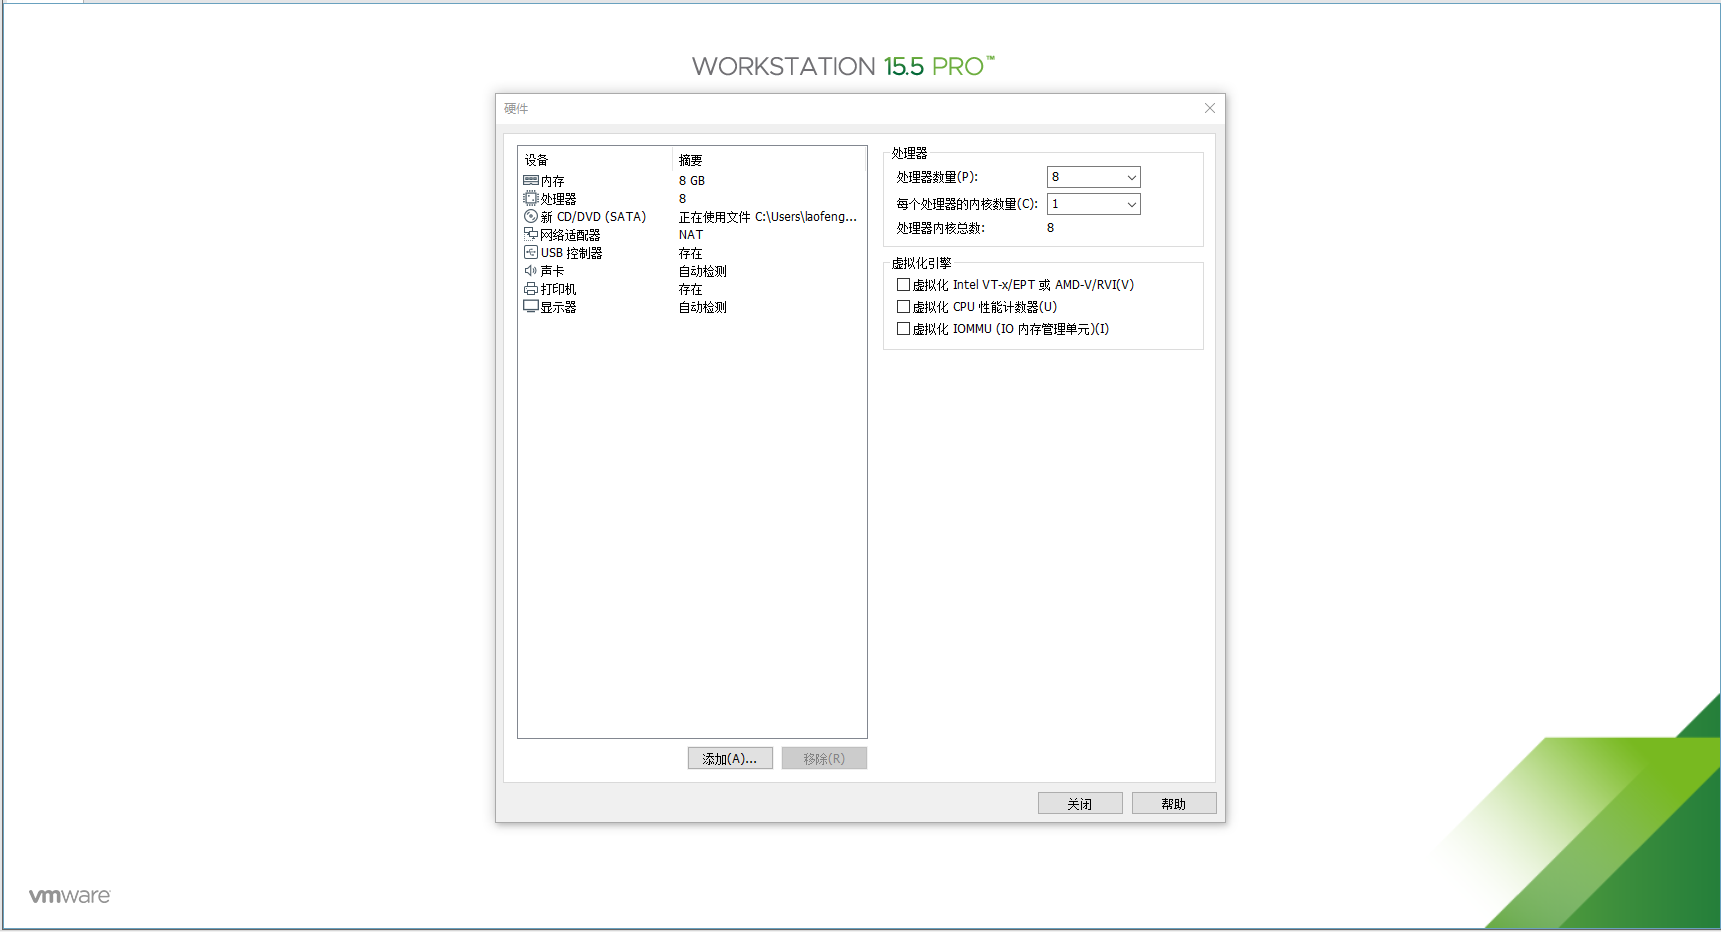 WORKSTATION 15.5 PRO™
硬件
设备 摘要
内存 8 GB
处理器 8
新 CD/DVD (SATA) 正在使用文件 C:\Users\laofeng...
网络适配器 NAT
USB 控制器 存在
声卡 自动检测
打印机 存在
显示器 自动检测
添加(A)... 移除(R)
处理器
处理器数量(P): 8
每个处理器的内核数量(C): 1
处理器内核总数: 8
虚拟化引擎
虚拟化 Intel VT-x/EPT 或 AMD-V/RVI(V)
虚拟化 CPU 性能计数器(U)
虚拟化 IOMMU (IO 内存管理单元)(I)
关闭 帮助
vmware